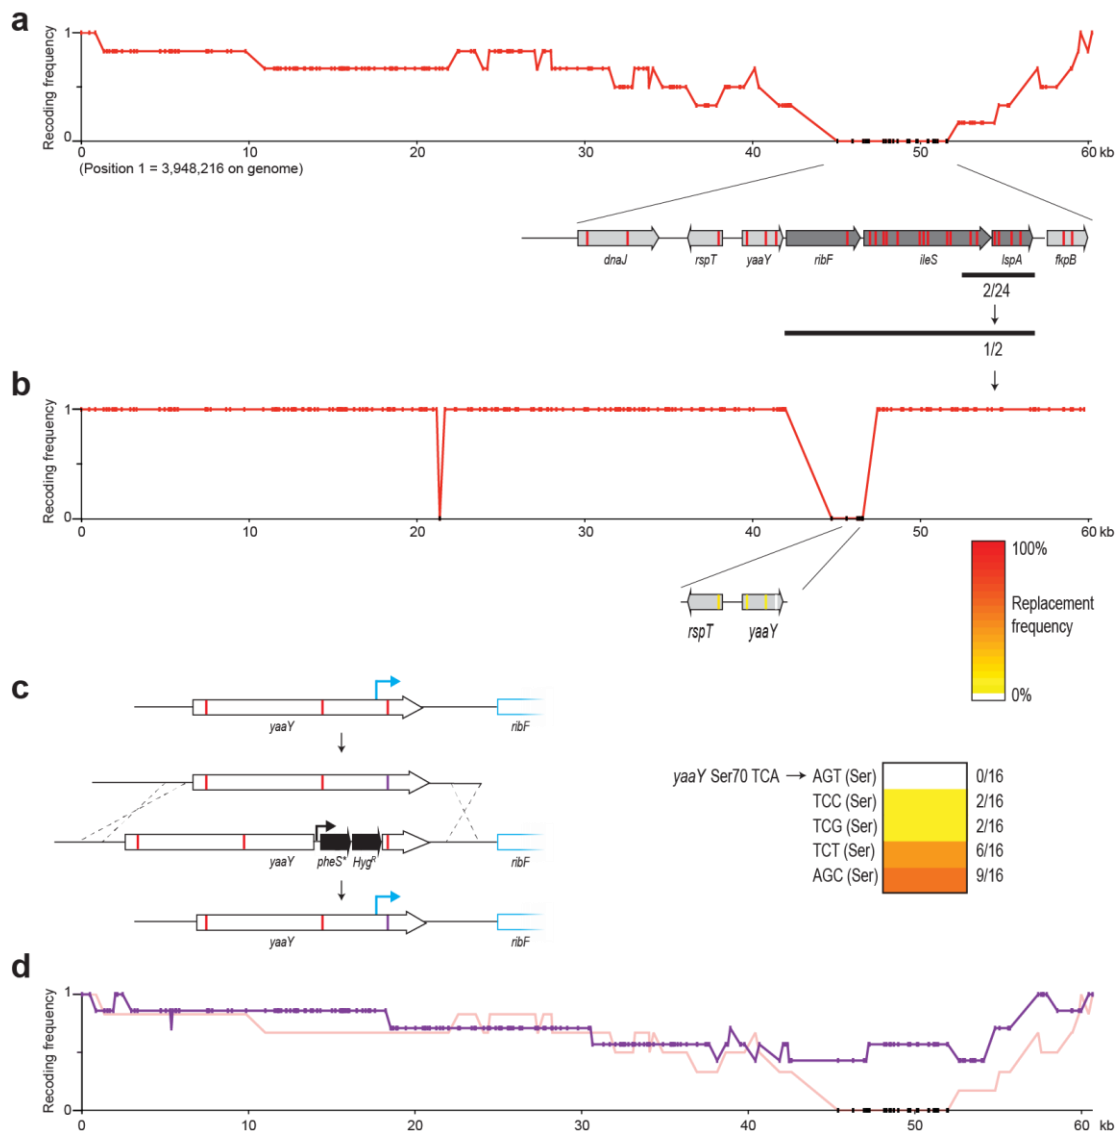 a
Recoding frequency
1
0
0 10 20 30 40 50 60 kb
(Position 1 = 3,948,216 on genome)
dnaJ rspT yaaY ribF ileS lspA fkpB
2/24
1/2
b
Recoding frequency
1
0
0 10 20 30 40 50 60 kb
rspT yaaY
100%
Replacement
frequency
0%
c
yaaY ribF
yaaY Ser70 TCA AGT (Ser) 0/16
TCC (Ser) 2/16
TCG (Ser) 2/16
TCT (Ser) 6/16
AGC (Ser) 9/16
yaaY pheS* HygR ribF
yaaY ribF
d
Recoding frequency
1
0
0 10 20 30 40 50 60 kb